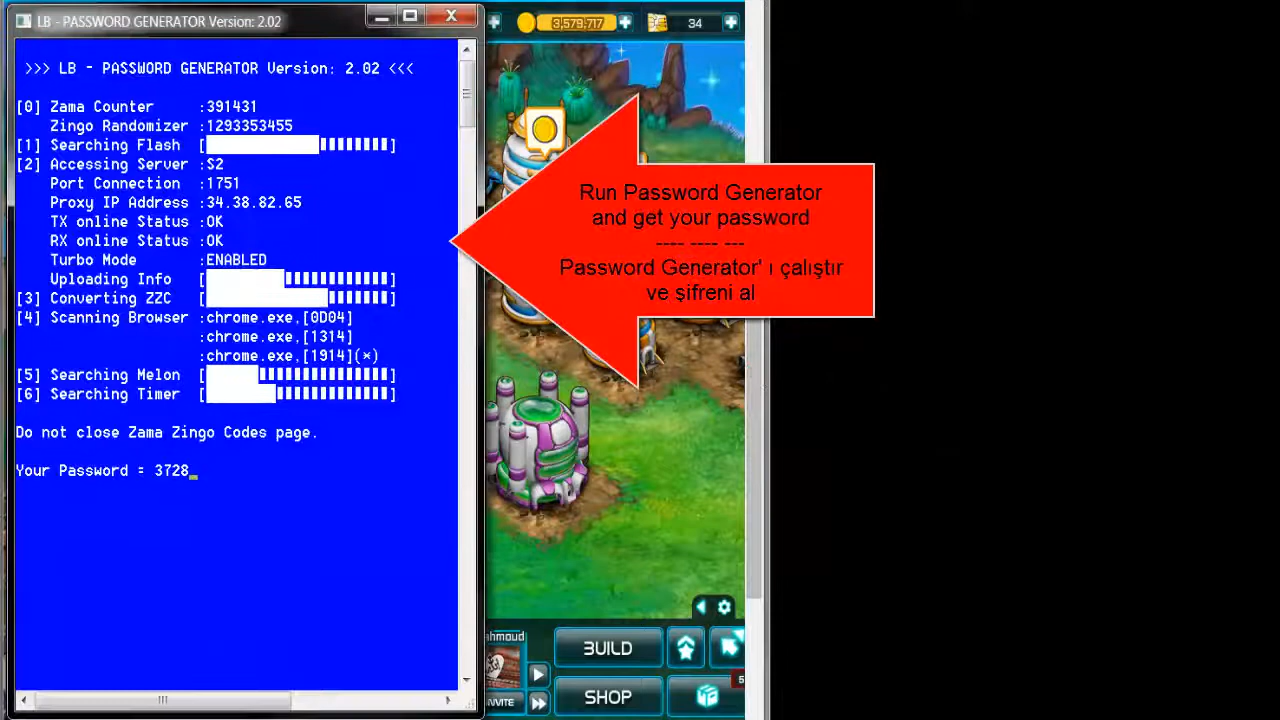 LB - PASSWORD GENERATOR Version: 2.02
>>> LB - PASSWORD GENERATOR Version: 2.02 <<<
[0] Zama Counter :391431
Zingo Randomizer :1293353455
[1] Searching Flash [ ]
[2] Accessing Server :S2
Port Connection :1751
Proxy IP Address :34.38.82.65
TX online Status :OK
RX online Status :OK
Turbo Mode :ENABLED
Uploading Info [ ]
[3] Converting ZZC [ ]
[4] Scanning Browser :chrome.exe,[0D04]
:chrome.exe,[1314]
:chrome.exe,[1914](*)
[5] Searching Melon [ ]
[6] Searching Timer [ ]
Do not close Zama Zingo Codes page.
Your Password = 3728_
3,579,717
34
Run Password Generator
and get your password
---- ---- ---
Password Generator' ı çalıştır
ve şifreni al
ahmoud
BUILD
5
INVITE
SHOP